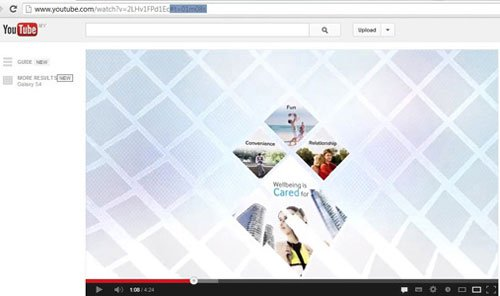 www.youtube.com/watch?v=2LHv1FPd1Ec
YouTube
Upload
GUIDE NEW
MORE RESULTS NEW
Galaxy S4
Fun
Convenience
Relationship
Wellbeing is
Cared for
1:08 / 4:24